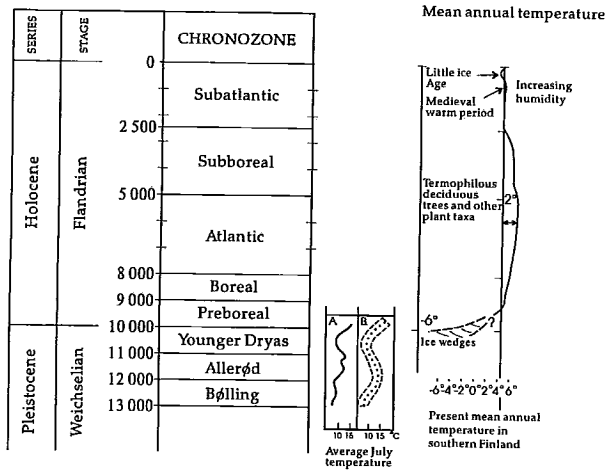 Mean annual temperature
SERIES
STAGE
CHRONOZONE
0
Subatlantic
2 500
Subboreal
5 000
Atlantic
8 000
Boreal
9 000
Preboreal
10 000
Younger Dryas
11 000
Allerød
12 000
Bølling
13 000
Holocene
Flandrian
Pleistocene
Weichselian
A
B
10 15
10 15 °C
Average July
temperature
Little ice
Age
Medieval
warm period
Increasing
humidity
Termophilous
deciduous
trees and other
plant taxa
2°
-6°
?
Ice wedges
-6°-4°-2° 0° 2° 4° 6°
Present mean annual
temperature in
southern Finland